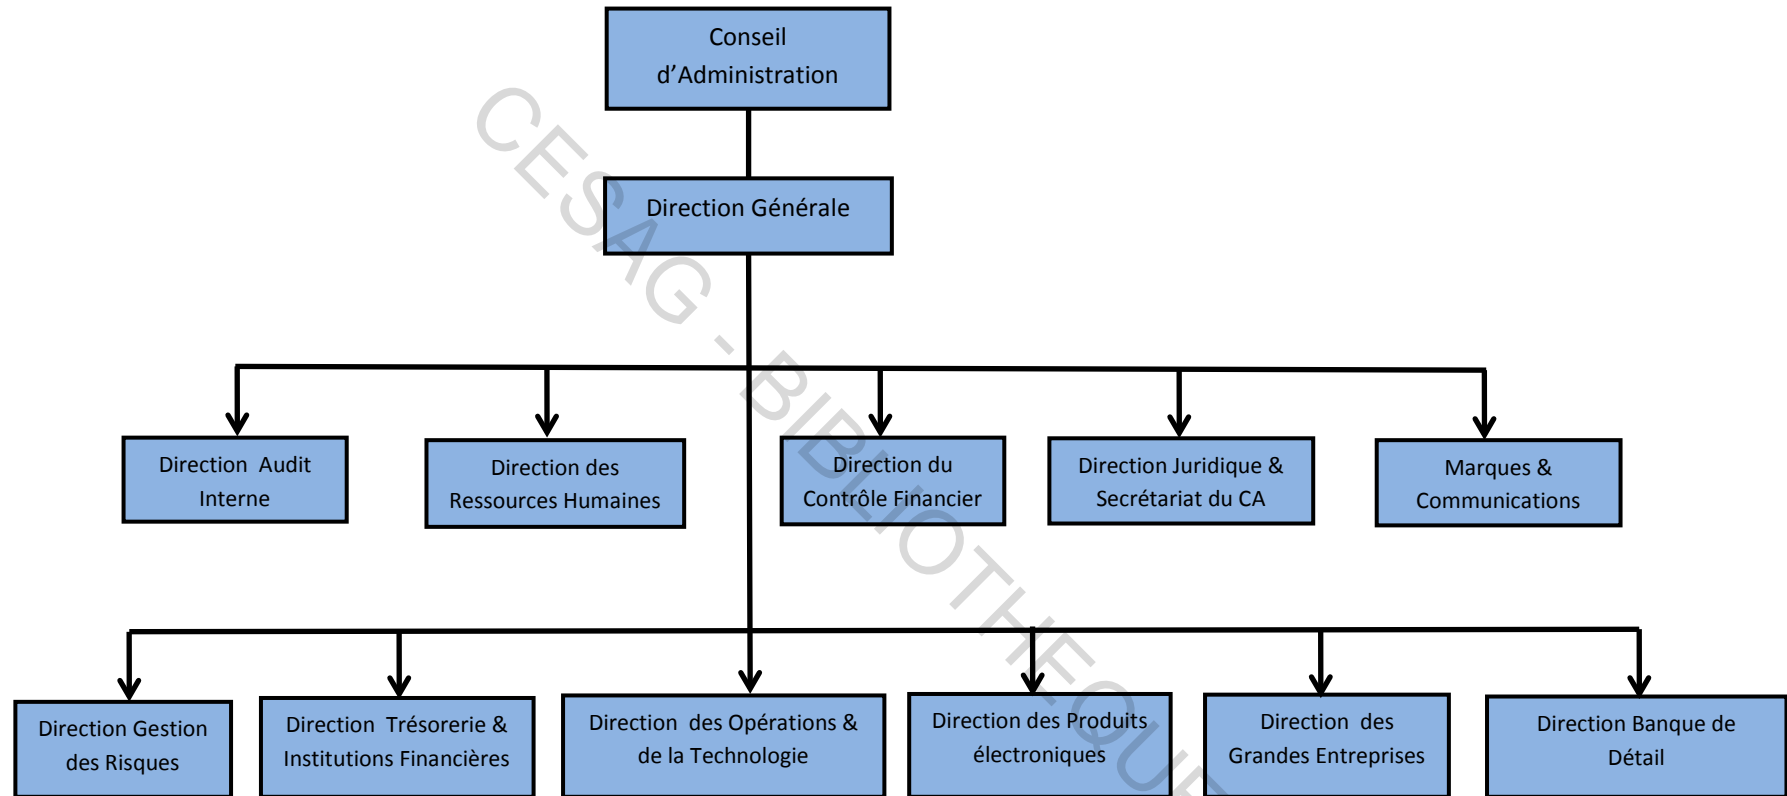 Conseil
d'Administration
Direction Générale
Direction Audit
Interne
Direction des
Ressources Humaines
Direction du
Contrôle Financier
Direction Juridique &
Secrétariat du CA
Marques &
Communications
Direction Gestion
des Risques
Direction Trésorerie &
Institutions Financières
Direction des Opérations &
de la Technologie
Direction des Produits
électroniques
Direction des
Grandes Entreprises
Direction Banque de
Détail
CESAG - BIBLIOTHEQUE